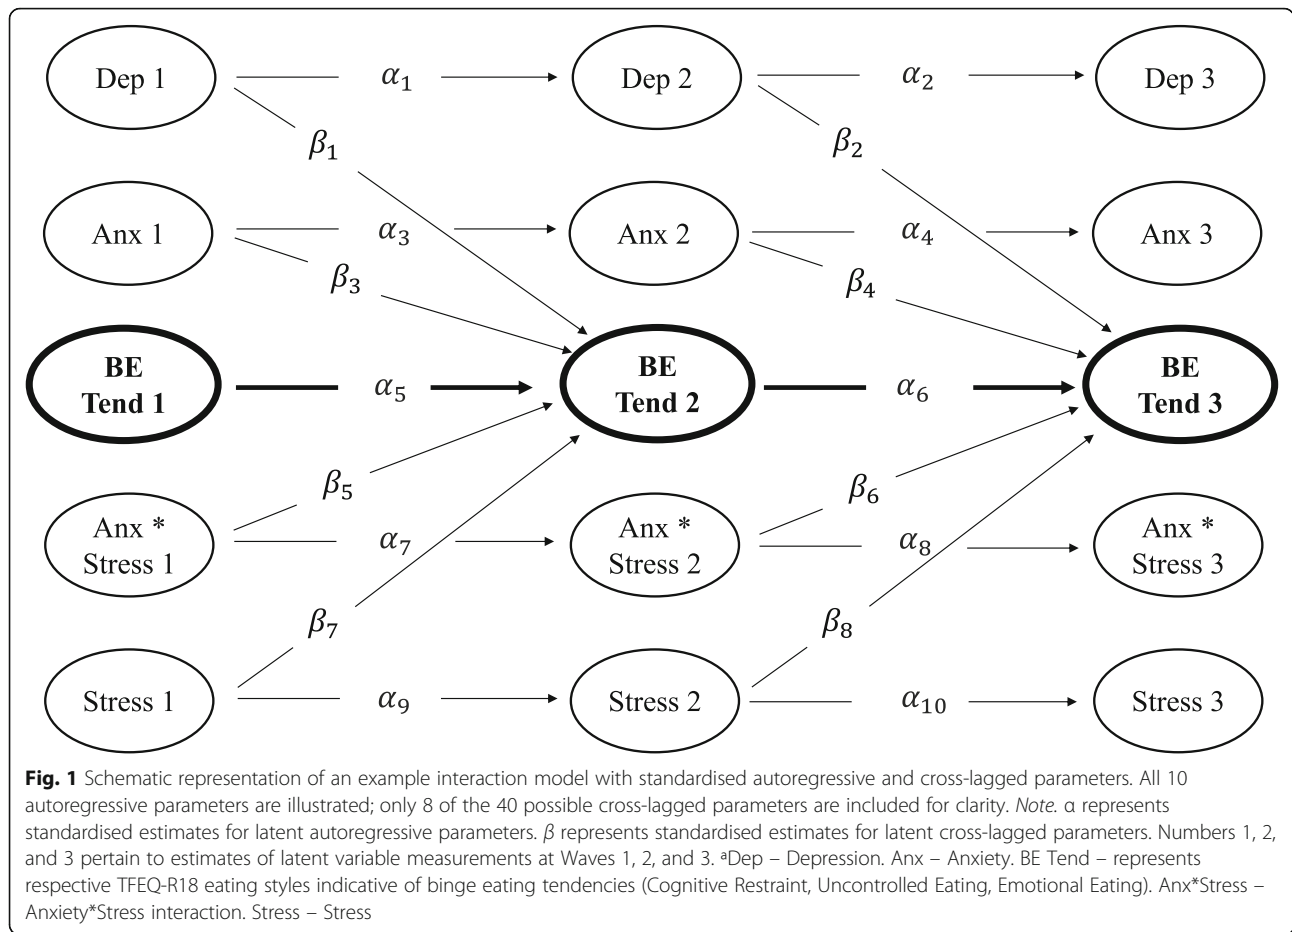 Dep 1 α1 Dep 2 α2 Dep 3
β1 β2
Anx 1 α3 Anx 2 α4 Anx 3
β3 β4
BE
Tend 1
α5
BE
Tend 2
α6
BE
Tend 3
β5 β6
Anx *
Stress 1
α7
Anx *
Stress 2
α8
Anx *
Stress 3
β7 β8
Stress 1 α9 Stress 2 α10 Stress 3
Fig. 1 Schematic representation of an example interaction model with standardised autoregressive and cross-lagged parameters. All 10
autoregressive parameters are illustrated; only 8 of the 40 possible cross-lagged parameters are included for clarity. Note. α represents
standardised estimates for latent autoregressive parameters. β represents standardised estimates for latent cross-lagged parameters. Numbers 1, 2,
and 3 pertain to estimates of latent variable measurements at Waves 1, 2, and 3. ᵃDep – Depression. Anx – Anxiety. BE Tend – represents
respective TFEQ-R18 eating styles indicative of binge eating tendencies (Cognitive Restraint, Uncontrolled Eating, Emotional Eating). Anx*Stress –
Anxiety*Stress interaction. Stress – Stress